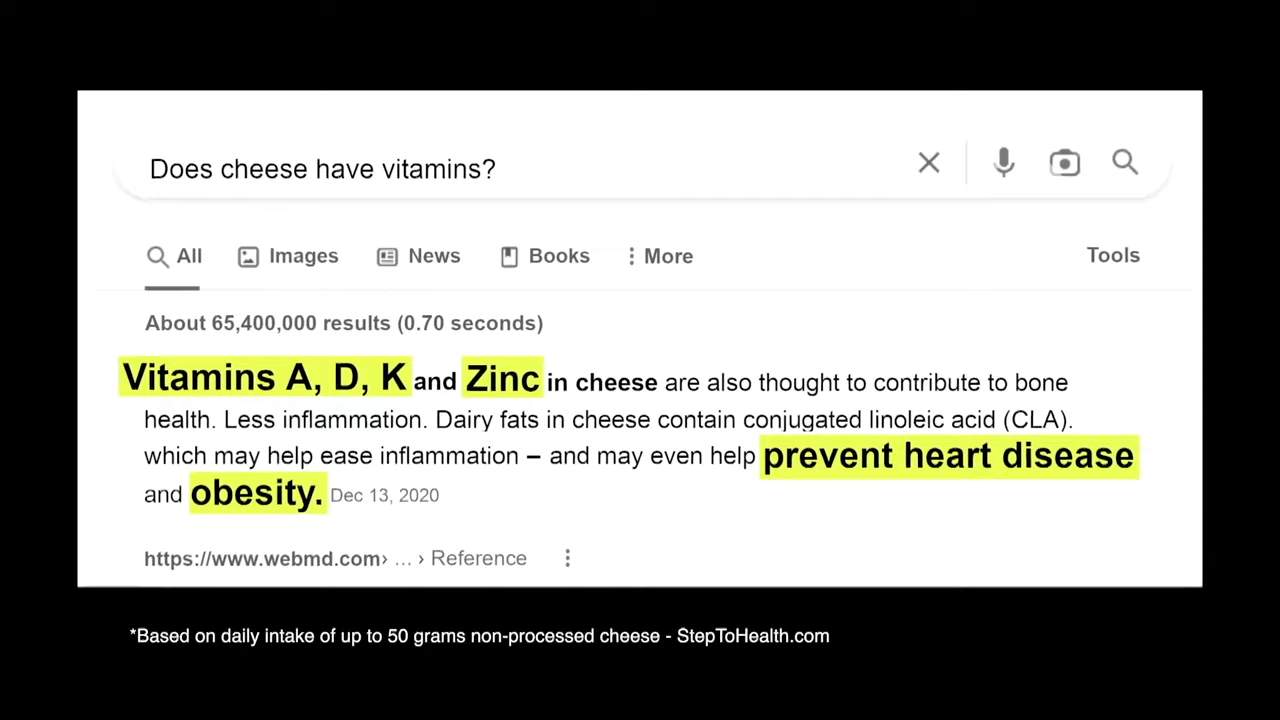 Does cheese have vitamins?
All Images News Books More Tools
About 65,400,000 results (0.70 seconds)
Vitamins A, D, K and Zinc in cheese are also thought to contribute to bone
health. Less inflammation. Dairy fats in cheese contain conjugated linoleic acid (CLA).
which may help ease inflammation – and may even help prevent heart disease
and obesity. Dec 13, 2020
https://www.webmd.com› ... › Reference
*Based on daily intake of up to 50 grams non-processed cheese - StepToHealth.com